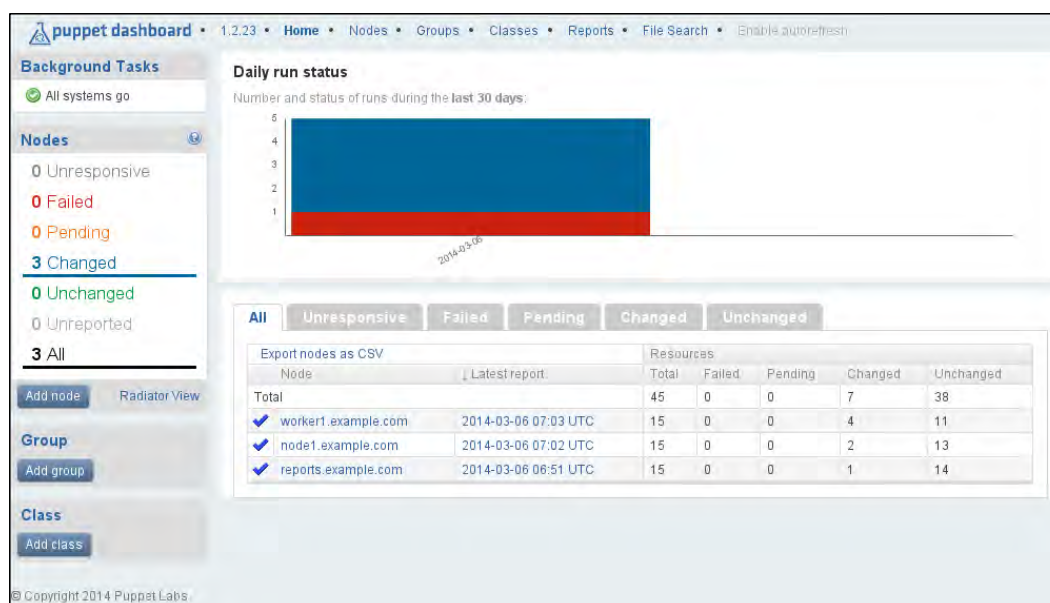 puppet dashboard • 1.2.23 • Home • Nodes • Groups • Classes • Reports • File Search • Enable autorefresh
Background Tasks
All systems go
Nodes
0 Unresponsive
0 Failed
0 Pending
3 Changed
0 Unchanged
0 Unreported
3 All
Add node Radiator View
Group
Add group
Class
Add class
© Copyright 2014 Puppet Labs
Daily run status
Number and status of runs during the last 30 days:
5
4
3
2
1
2014-03-06
All Unresponsive Failed Pending Changed Unchanged
Export nodes as CSV Resources
Node ↓ Latest report Total Failed Pending Changed Unchanged
Total 45 0 0 7 38
worker1.example.com 2014-03-06 07:03 UTC 15 0 0 4 11
node1.example.com 2014-03-06 07:02 UTC 15 0 0 2 13
reports.example.com 2014-03-06 06:51 UTC 15 0 0 1 14